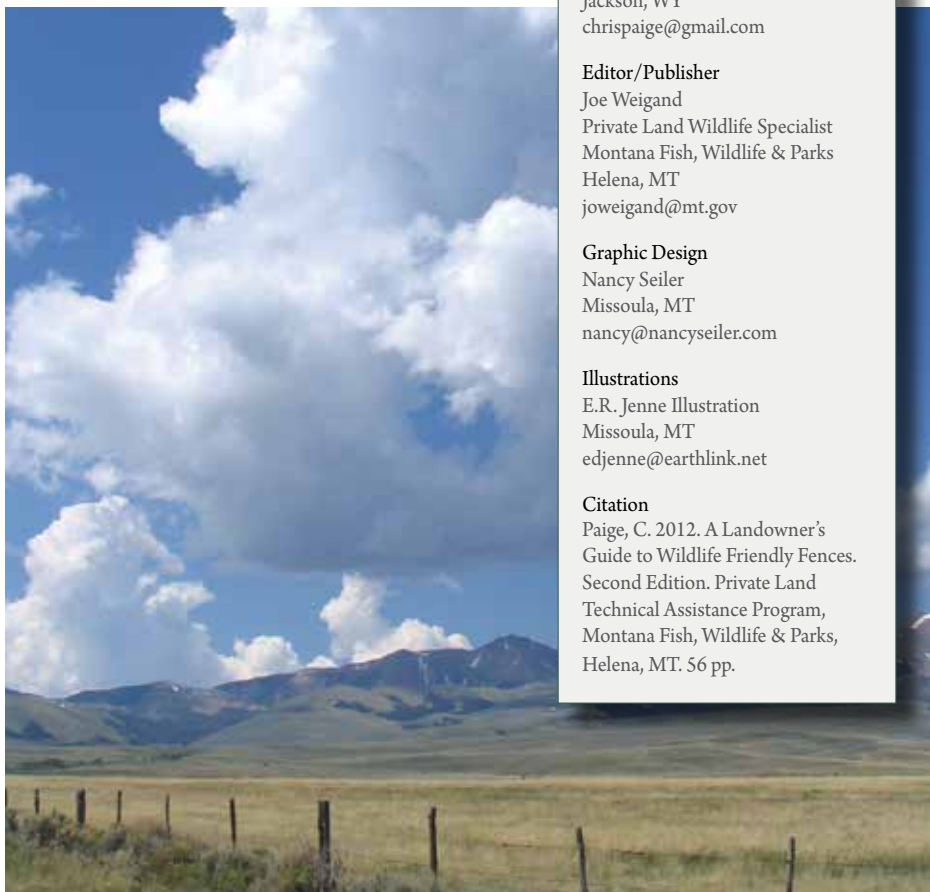 Jackson, WY
chrispaige@gmail.com
Editor/Publisher
Joe Weigand
Private Land Wildlife Specialist
Montana Fish, Wildlife & Parks
Helena, MT
joweigand@mt.gov
Graphic Design
Nancy Seiler
Missoula, MT
nancy@nancyseiler.com
Illustrations
E.R. Jenne Illustration
Missoula, MT
edjenne@earthlink.net
Citation
Paige, C. 2012. A Landowner’s
Guide to Wildlife Friendly Fences.
Second Edition. Private Land
Technical Assistance Program,
Montana Fish, Wildlife & Parks,
Helena, MT. 56 pp.